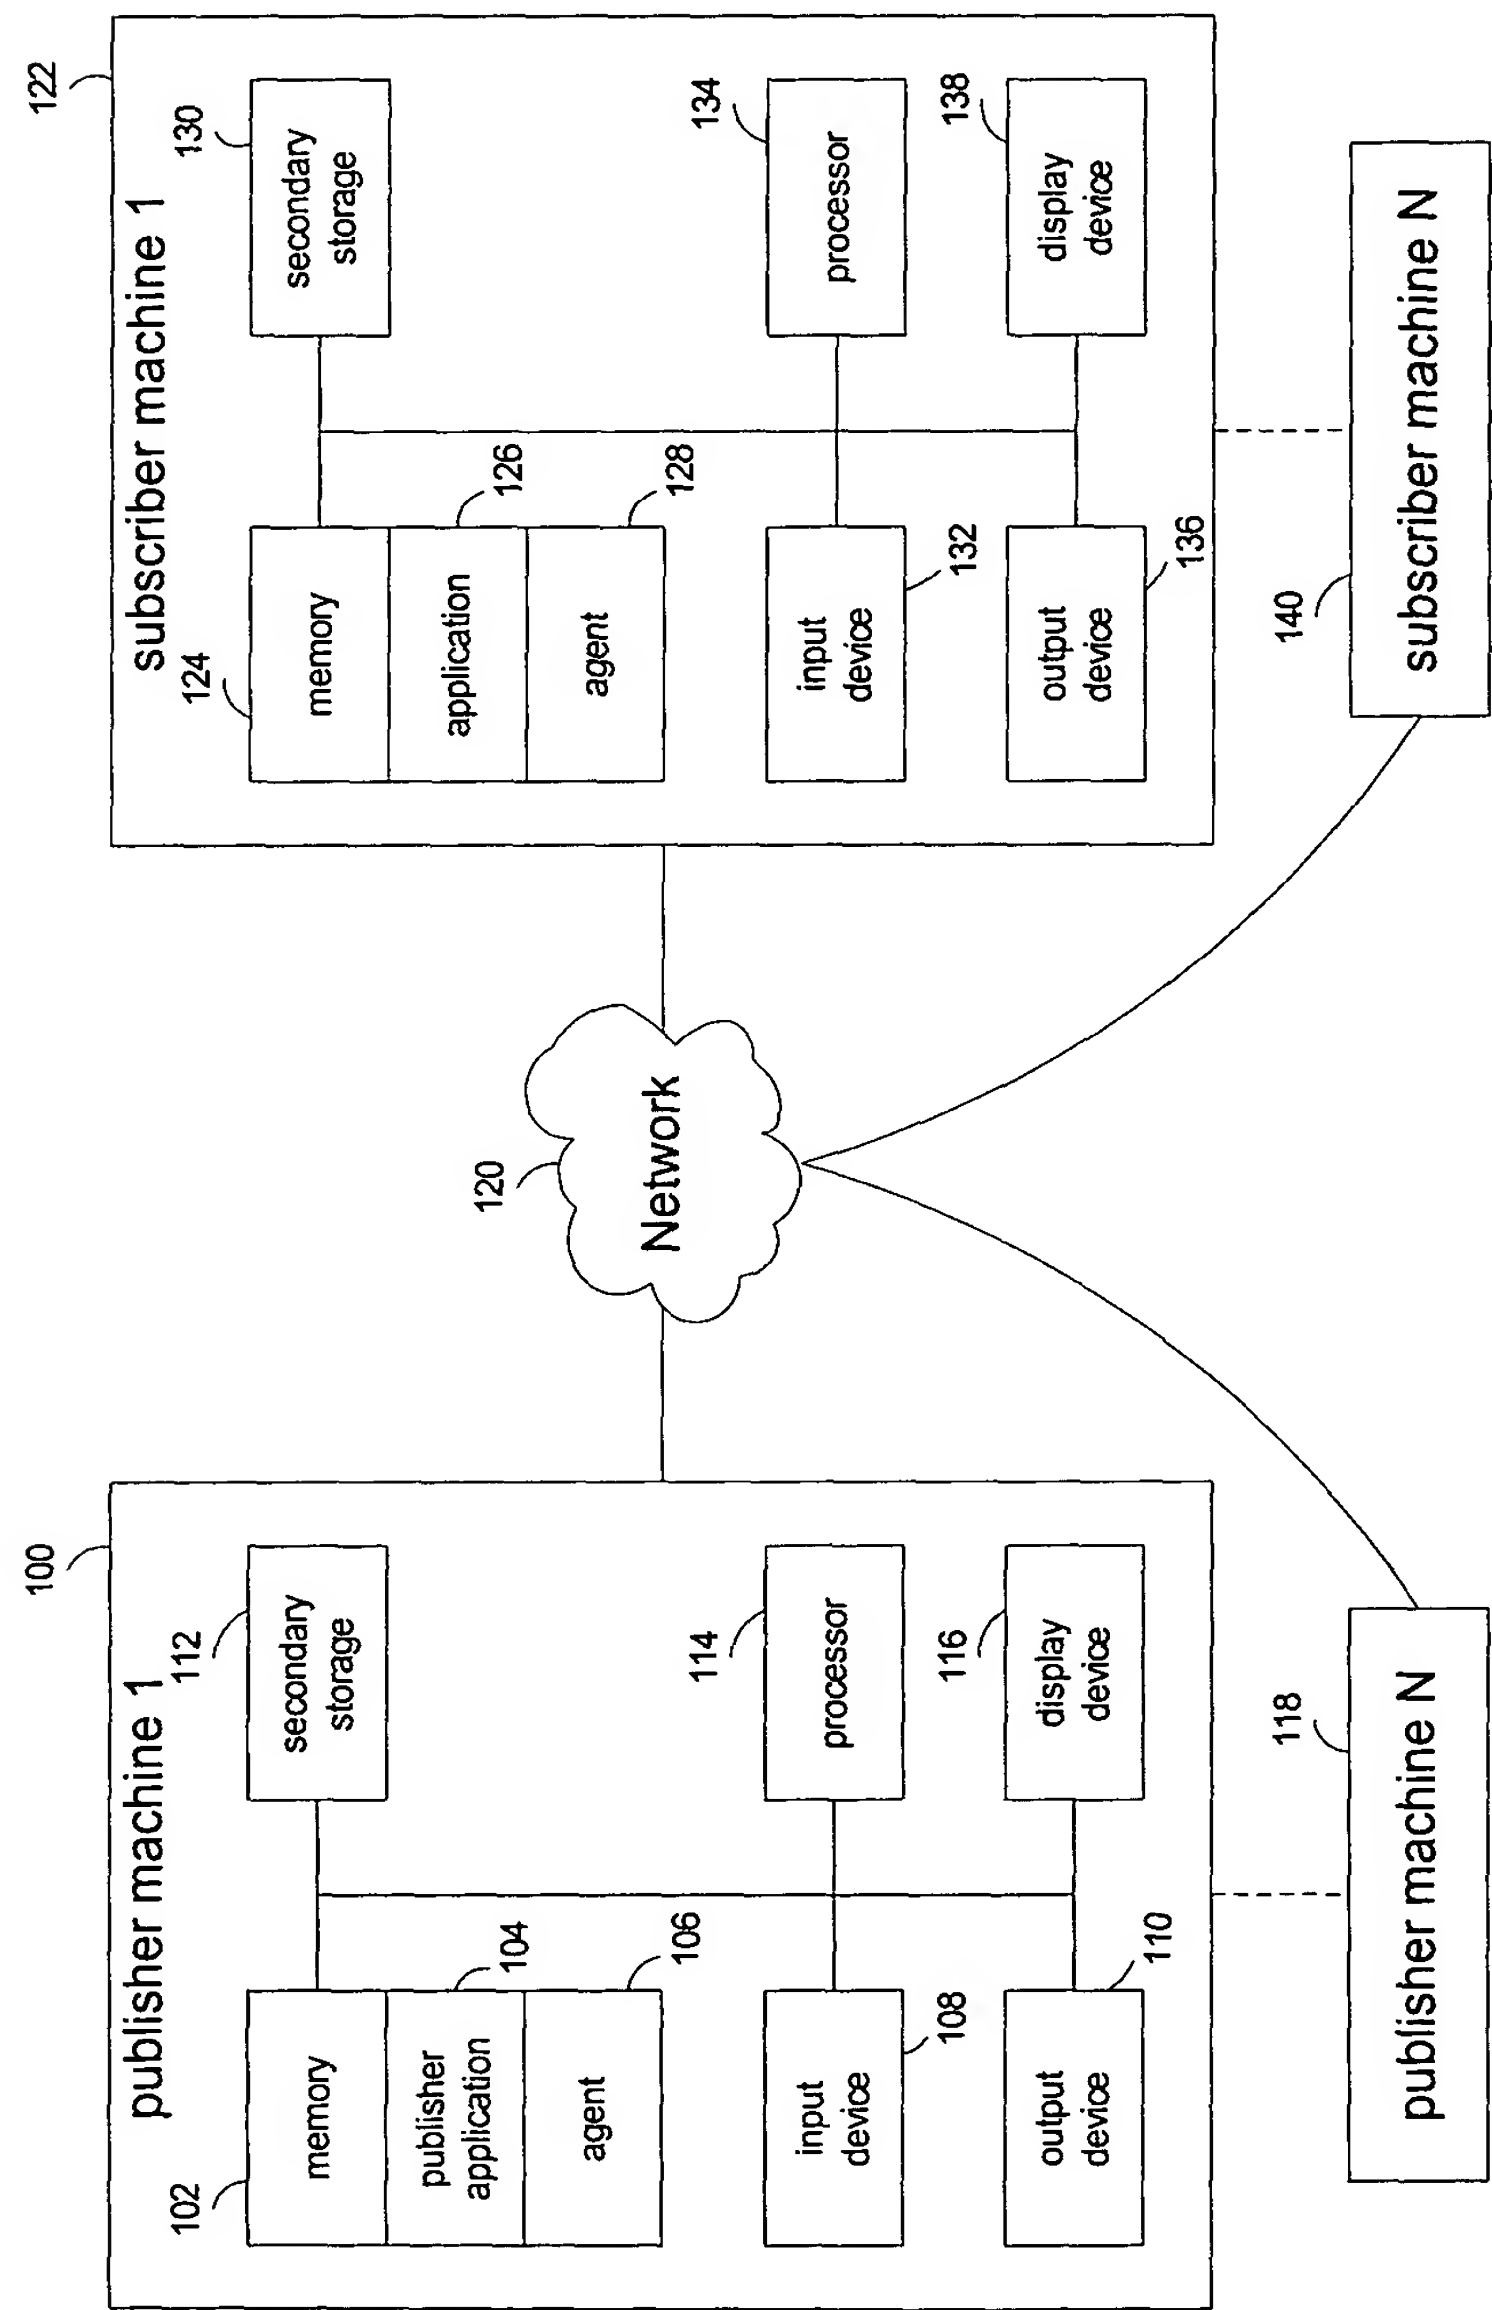 100
publisher machine 1
102
memory
112
secondary
storage
publisher
application
104
agent
106
114
input
device
processor
108
116
output
device
display
device
110
118
publisher machine N
120
Network
122
subscriber machine 1
124
memory
130
secondary
storage
application
126
agent
128
134
input
device
processor
132
138
output
device
display
device
136
140
subscriber machine N